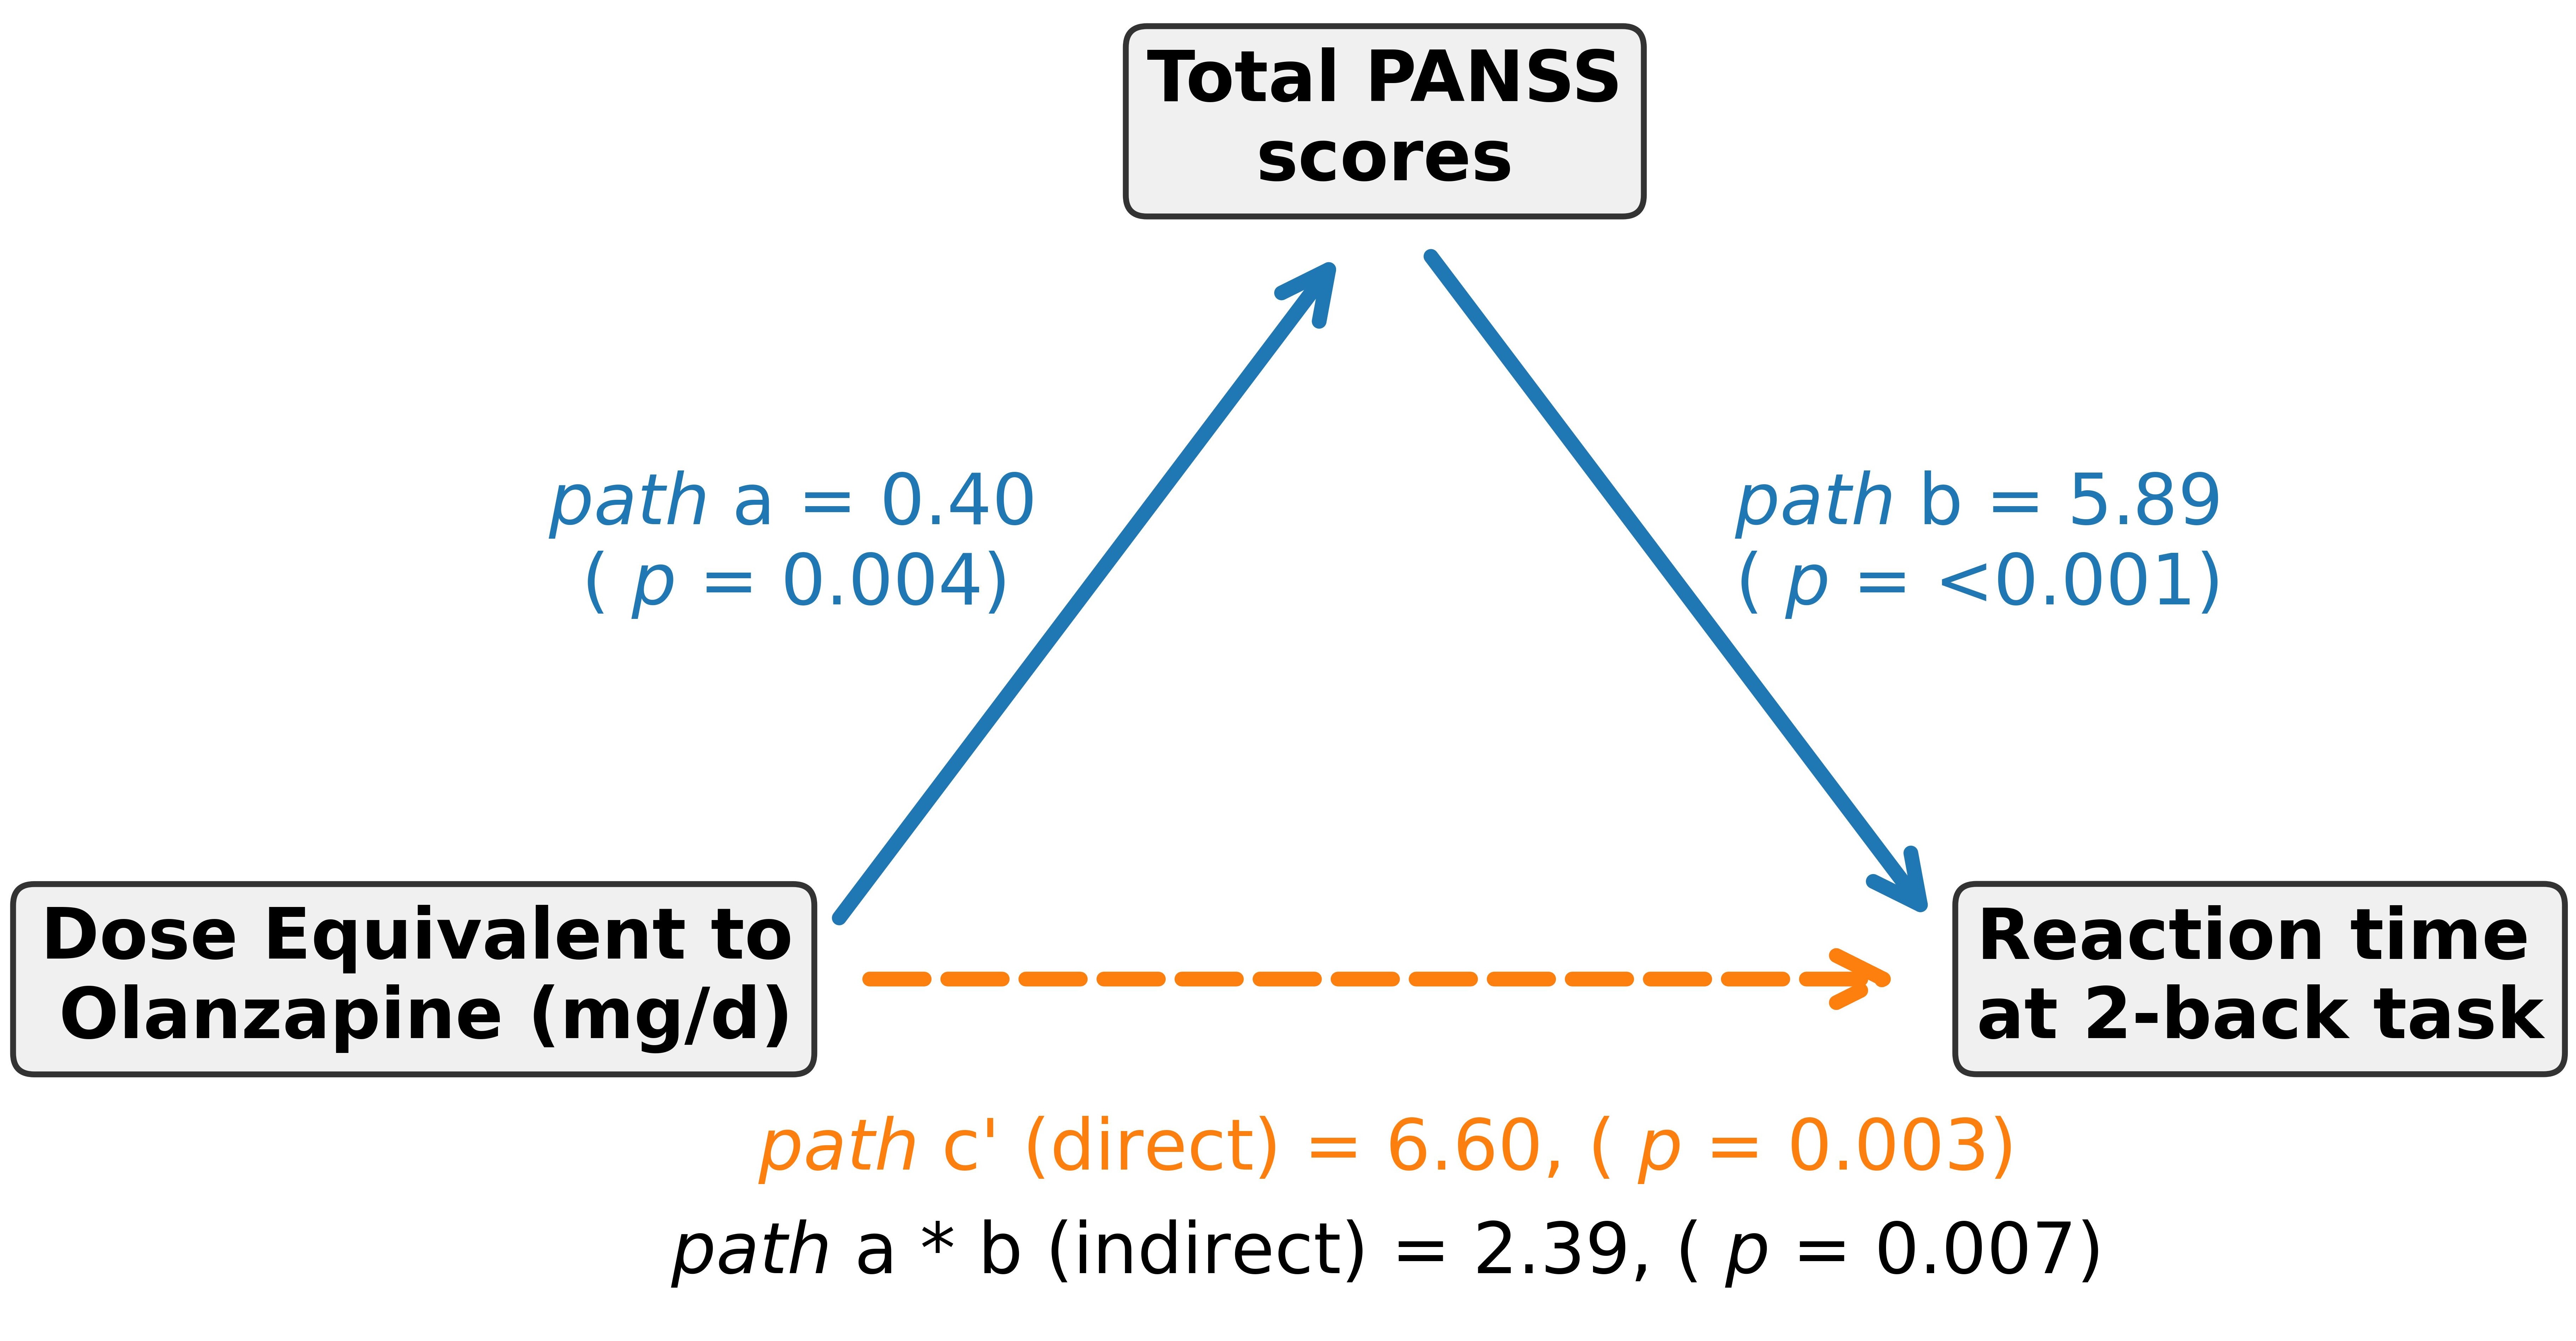 Total PANSS
scores
path a = 0.40
( p = 0.004)
path b = 5.89
( p = <0.001)
Dose Equivalent to
Olanzapine (mg/d)
Reaction time
at 2-back task
path c' (direct) = 6.60, ( p = 0.003)
path a * b (indirect) = 2.39, ( p = 0.007)